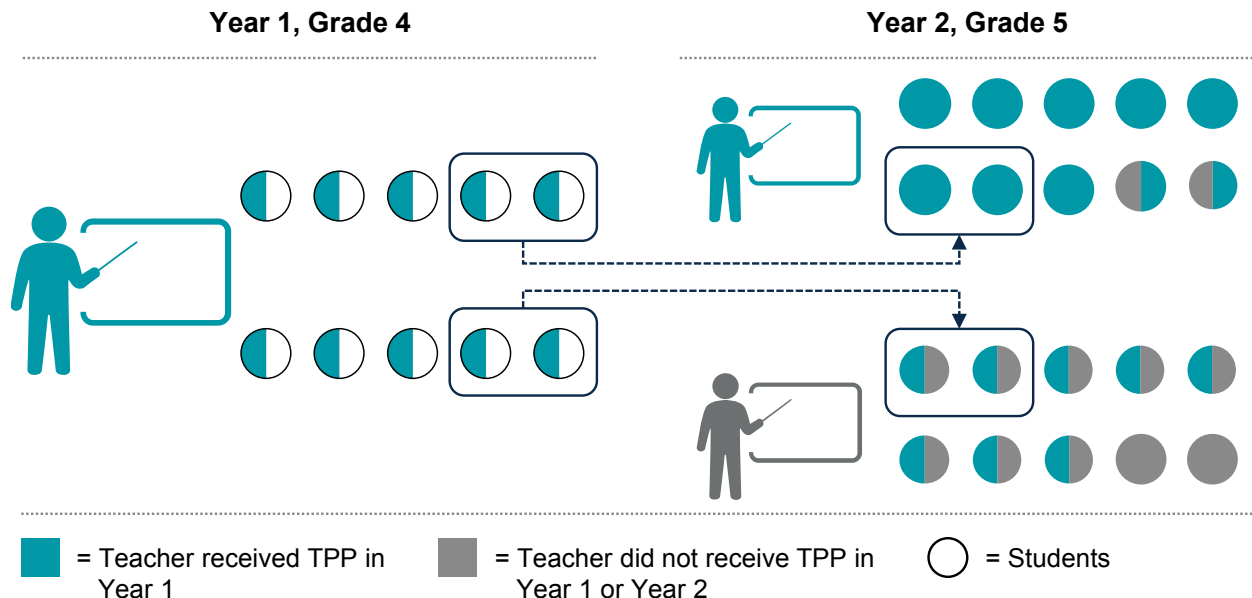 Year 1, Grade 4
Year 2, Grade 5
= Teacher received TPP in
Year 1
= Teacher did not receive TPP in
Year 1 or Year 2
= Students